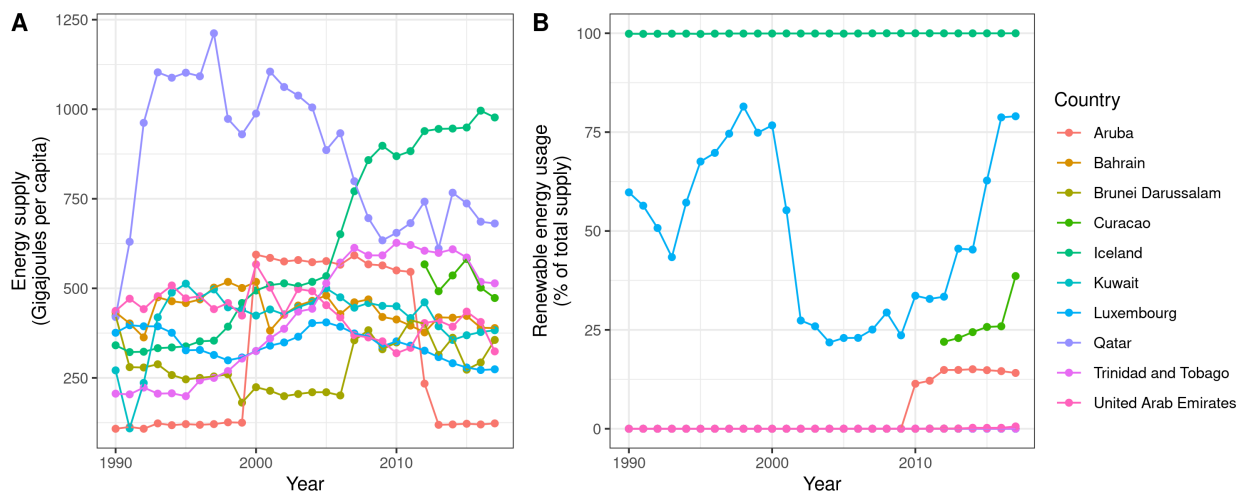 A
Energy supply
(Gigajoules per capita)
1250
1000
750
500
250
1990
2000
2010
Year
B
Renewable energy usage
(% of total supply)
100
75
50
25
0
1990
2000
2010
Year
Country
Aruba
Bahrain
Brunei Darussalam
Curacao
Iceland
Kuwait
Luxembourg
Qatar
Trinidad and Tobago
United Arab Emirates